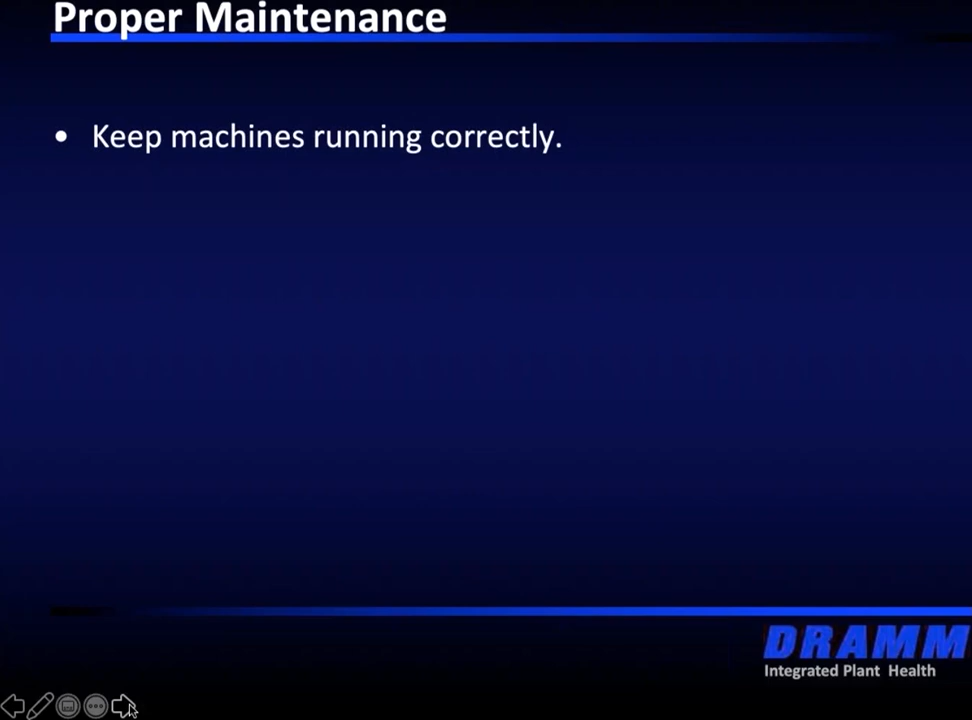 Proper Maintenance
• Keep machines running correctly.
DRAMM
Integrated Plant Health